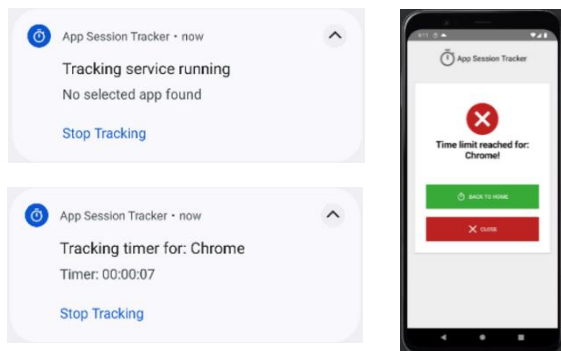 App Session Tracker • now
Tracking service running
No selected app found
Stop Tracking
App Session Tracker • now
Tracking timer for: Chrome
Timer: 00:00:07
Stop Tracking
App Session Tracker
Time limit reached for:
Chrome!
BACK TO HOME
CLOSE